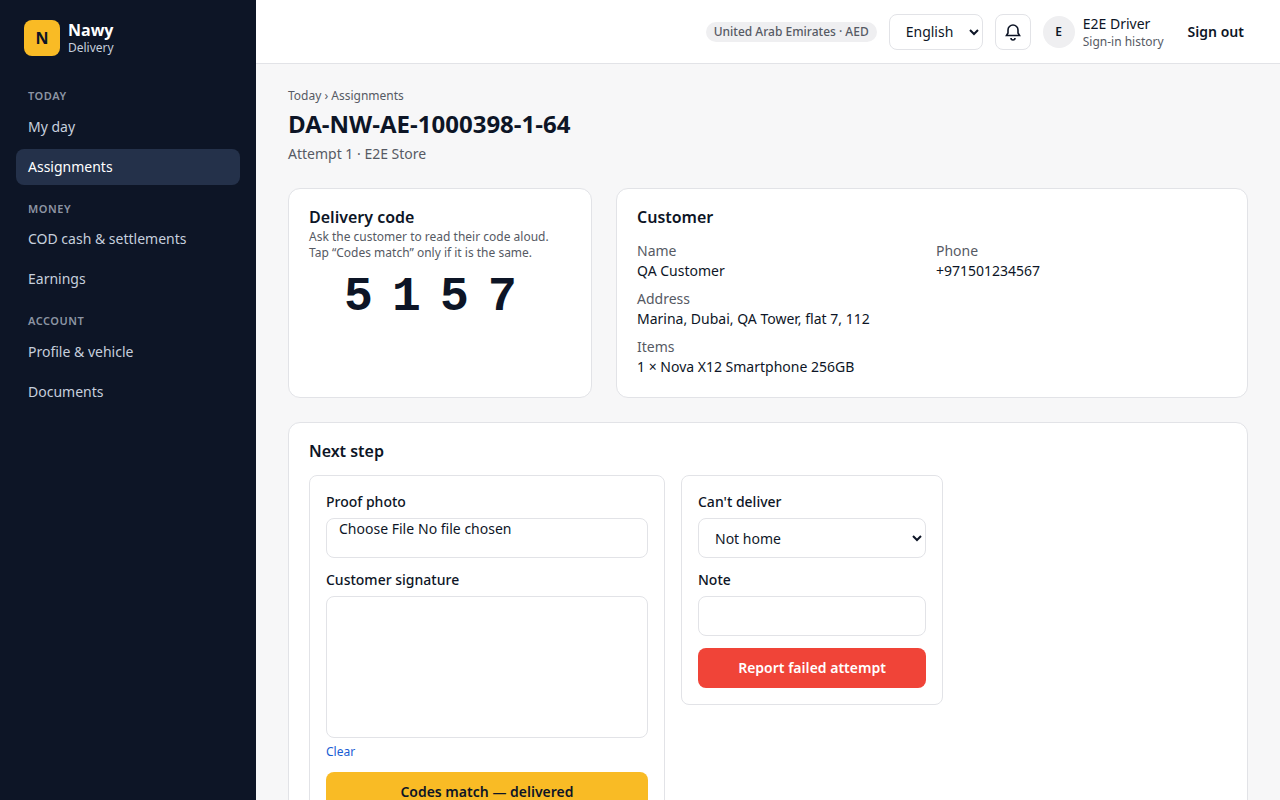 N
Nawy
Delivery
TODAY
My day
Assignments
MONEY
COD cash & settlements
Earnings
ACCOUNT
Profile & vehicle
Documents
United Arab Emirates · AED
English
E
E2E Driver
Sign-in history
Sign out
Today › Assignments
DA-NW-AE-1000398-1-64
Attempt 1 · E2E Store
Delivery code
Ask the customer to read their code aloud.
Tap “Codes match” only if it is the same.
5 1 5 7
Customer
Name
QA Customer
Phone
+971501234567
Address
Marina, Dubai, QA Tower, flat 7, 112
Items
1 × Nova X12 Smartphone 256GB
Next step
Proof photo
Choose File No file chosen
Customer signature
Clear
Codes match — delivered
Can't deliver
Not home
Note
Report failed attempt